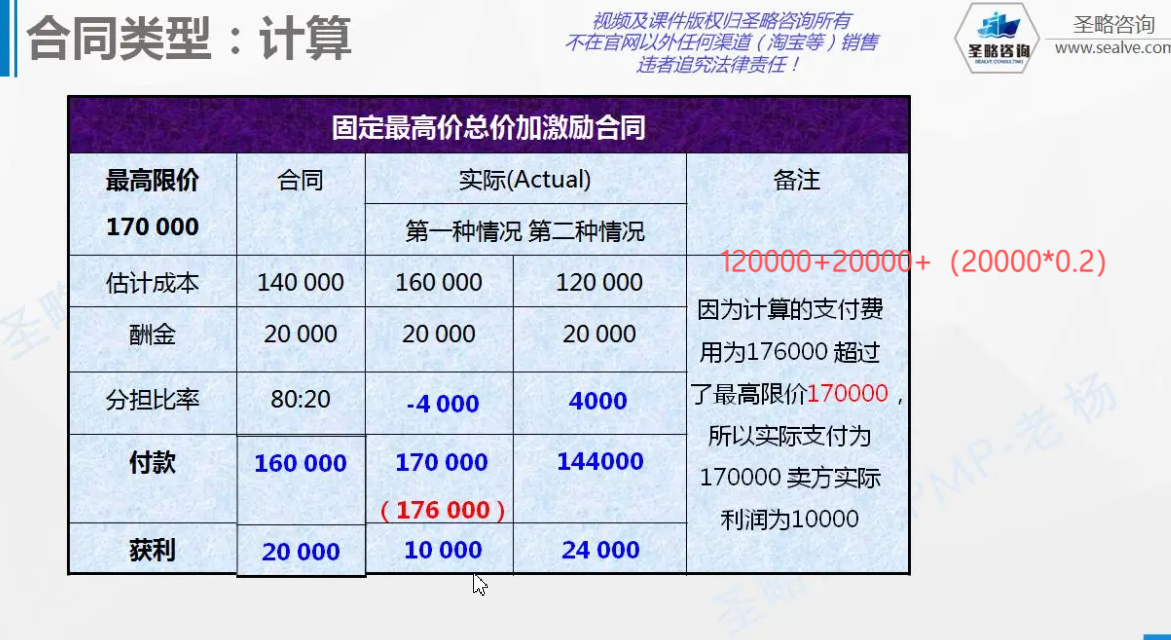 合同类型：计算
视频及课件版权归圣略咨询所有
不在官网以外任何渠道（淘宝等）销售
违者追究法律责任！
圣略咨询
SEALVE CONSULTING
圣略咨询
www.sealve.com
固定最高价总价加激励合同
最高限价 合同 实际(Actual) 备注
170 000 第一种情况 第二种情况
120000+20000+（20000*0.2）
估计成本 140 000 160 000 120 000
酬金 20 000 20 000 20 000
分担比率 80:20 -4 000 4000
付款 160 000 170 000 144000
（176 000）
获利 20 000 10 000 24 000
因为计算的支付费
用为176000 超过
了最高限价170000，
所以实际支付为
170000 卖方实际
利润为10000
圣略
PMP-老杨
圣略